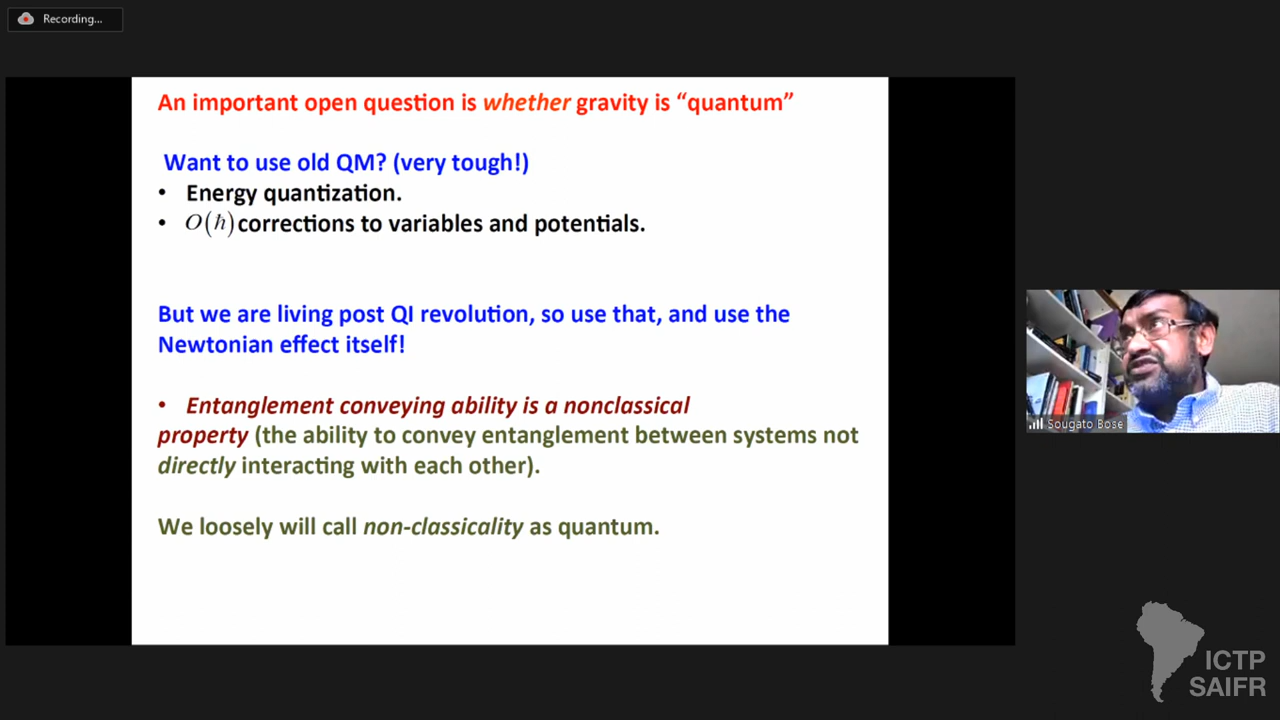 Recording...
An important open question is whether gravity is “quantum”
Want to use old QM? (very tough!)
• Energy quantization.
• O(ħ) corrections to variables and potentials.
But we are living post QI revolution, so use that, and use the
Newtonian effect itself!
• Entanglement conveying ability is a nonclassical
property (the ability to convey entanglement between systems not
directly interacting with each other).
We loosely will call non-classicality as quantum.
Sougato Bose
ICTP
SAIFR